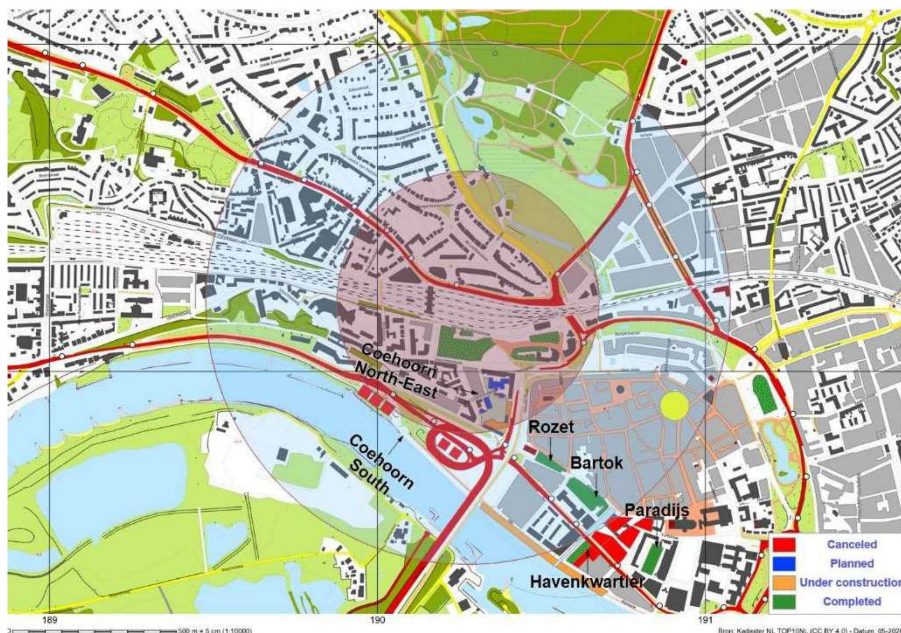 Coehoorn
North-East
Coehoorn
South
Rozet
Bartok
Paradijs
Havenkwartier
Canceled
Planned
Under construction
Completed
189
190
191
500 m = 5 cm (1:10000)
Bron: Kadaster NL, TOP10NL (CC BY 4.0) - Datum: 05-202